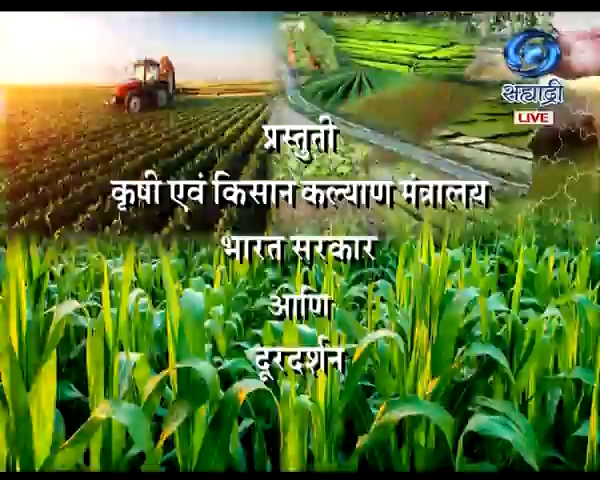 सह्याद्री
LIVE
प्रस्तुती
कृषी एवं किसान कल्याण मंत्रालय
भारत सरकार
आणि
दूरदर्शन